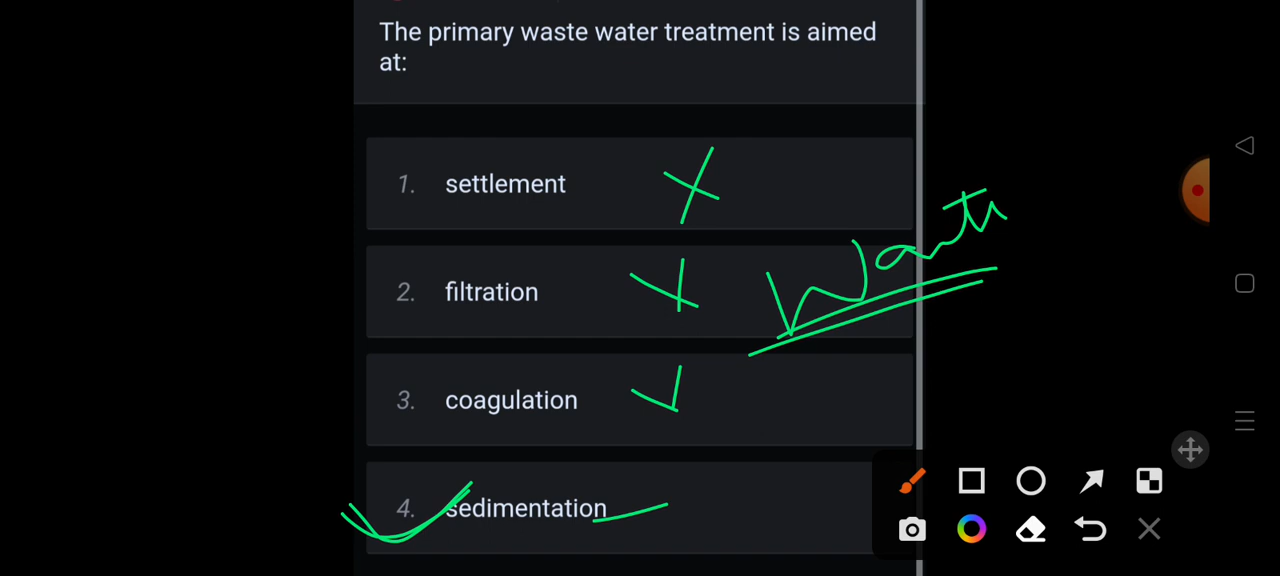 The primary waste water treatment is aimed
at:
1. settlement
2. filtration
3. coagulation
4. sedimentation